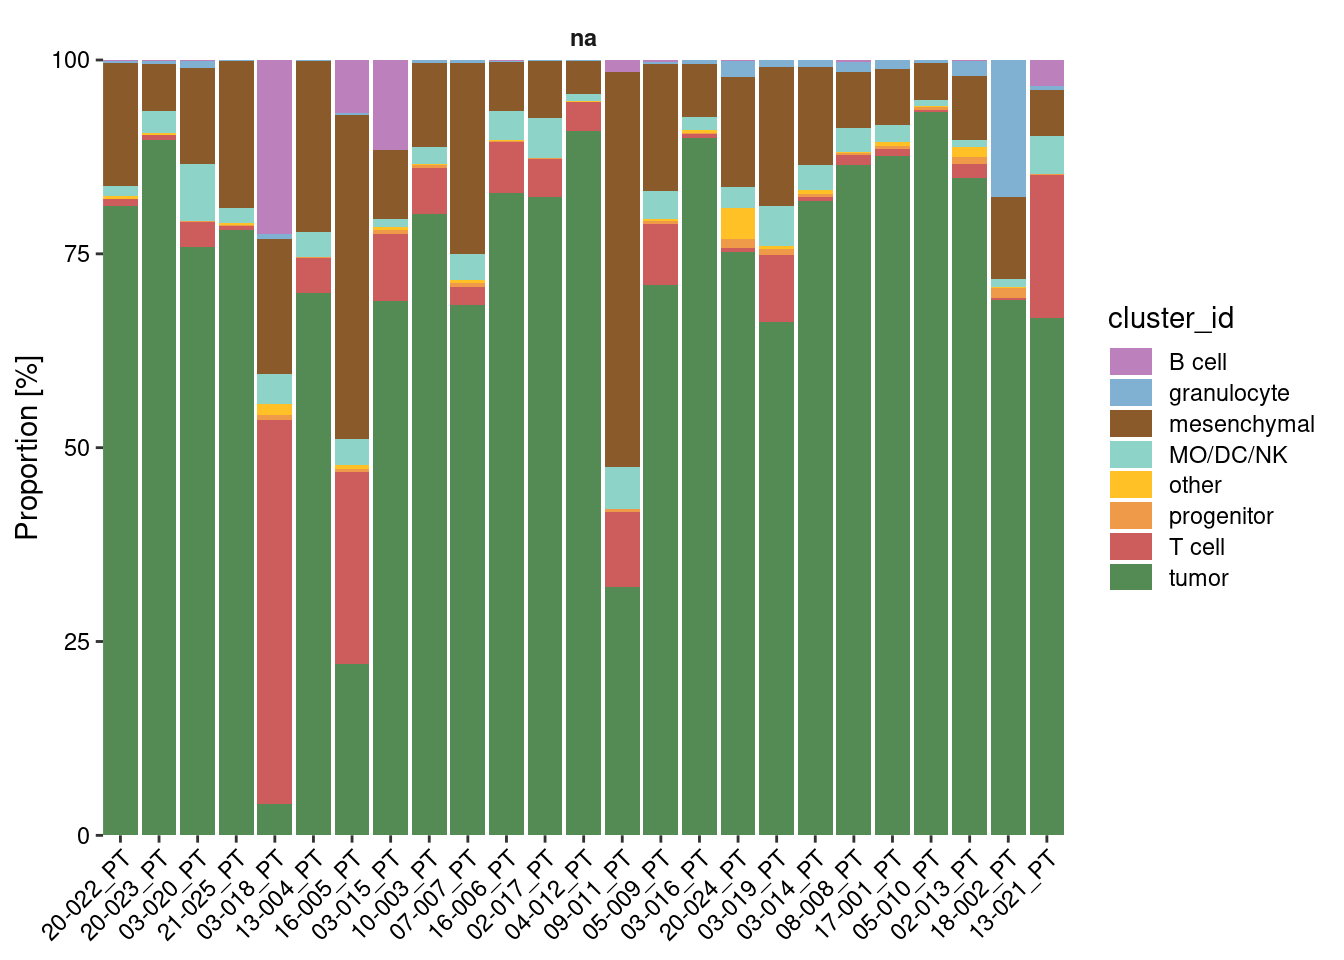 na
Proportion [%]
100
75
50
25
0
20-022_PT
20-023_PT
03-020_PT
21-025_PT
03-018_PT
13-004_PT
16-005_PT
03-015_PT
10-003_PT
07-007_PT
16-006_PT
02-017_PT
04-012_PT
09-011_PT
05-009_PT
03-016_PT
20-024_PT
03-019_PT
03-014_PT
08-008_PT
17-001_PT
05-010_PT
02-013_PT
18-002_PT
13-021_PT
cluster_id
B cell
granulocyte
mesenchymal
MO/DC/NK
other
progenitor
T cell
tumor